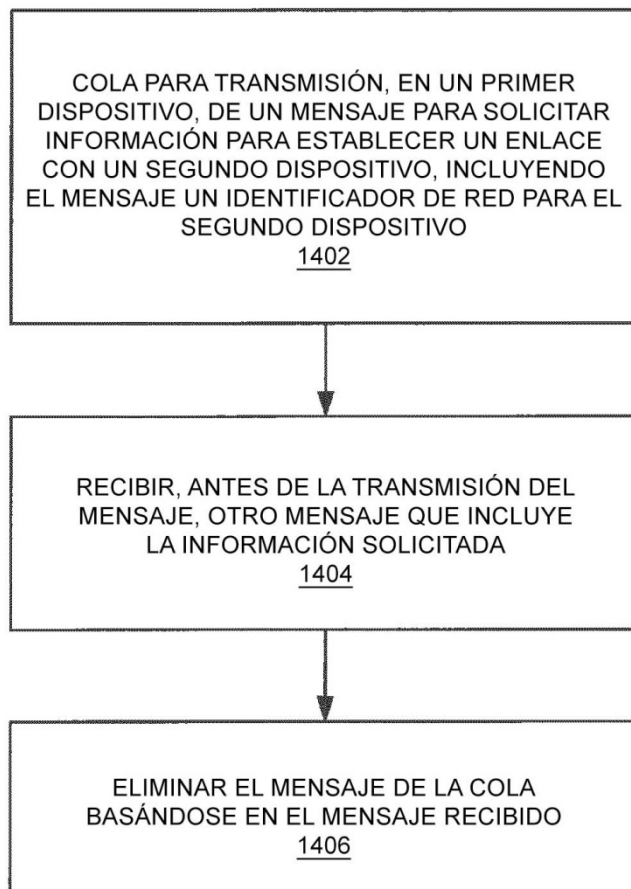 COLA PARA TRANSMISIÓN, EN UN PRIMER
DISPOSITIVO, DE UN MENSAJE PARA SOLICITAR
INFORMACIÓN PARA ESTABLECER UN ENLACE
CON UN SEGUNDO DISPOSITIVO, INCLUYENDO
EL MENSAJE UN IDENTIFICADOR DE RED PARA EL
SEGUNDO DISPOSITIVO
1402
RECIBIR, ANTES DE LA TRANSMISIÓN DEL
MENSAJE, OTRO MENSAJE QUE INCLUYE
LA INFORMACIÓN SOLICITADA
1404
ELIMINAR EL MENSAJE DE LA COLA
BASÁNDOSE EN EL MENSAJE RECIBIDO
1406